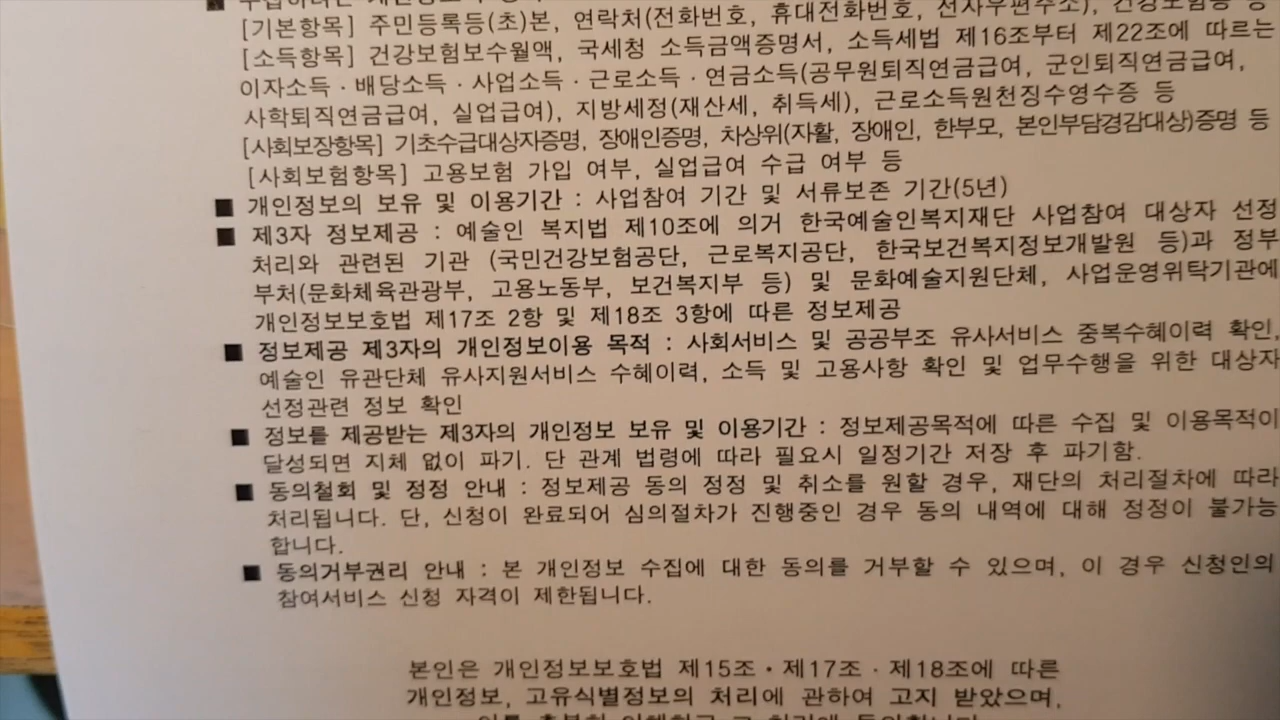 [기본항목] 주민등록등(초)본, 연락처(전화번호, 휴대전화번호, 전자우편주소), 건강보험증 등
[소득항목] 건강보험보수월액, 국세청 소득금액증명서, 소득세법 제16조부터 제22조에 따르는
이자소득 · 배당소득 · 사업소득 · 근로소득 · 연금소득(공무원퇴직연금급여, 군인퇴직연금급여,
사학퇴직연금급여, 실업급여), 지방세정(재산세, 취득세), 근로소득원천징수영수증 등
[사회보장항목] 기초수급대상자증명, 장애인증명, 차상위(자활, 장애인, 한부모, 본인부담경감대상)증명 등
[사회보험항목] 고용보험 가입 여부, 실업급여 수급 여부 등
■ 개인정보의 보유 및 이용기간 : 사업참여 기간 및 서류보존 기간(5년)
■ 제3자 정보제공 : 예술인 복지법 제10조에 의거 한국예술인복지재단 사업참여 대상자 선정
처리와 관련된 기관 (국민건강보험공단, 근로복지공단, 한국보건복지정보개발원 등)과 정부
부처(문화체육관광부, 고용노동부, 보건복지부 등) 및 문화예술지원단체, 사업운영위탁기관에
개인정보보호법 제17조 2항 및 제18조 3항에 따른 정보제공
■ 정보제공 제3자의 개인정보이용 목적 : 사회서비스 및 공공부조 유사서비스 중복수혜이력 확인,
예술인 유관단체 유사지원서비스 수혜이력, 소득 및 고용사항 확인 및 업무수행을 위한 대상자
선정관련 정보 확인
■ 정보를 제공받는 제3자의 개인정보 보유 및 이용기간 : 정보제공목적에 따른 수집 및 이용목적이
달성되면 지체 없이 파기. 단 관계 법령에 따라 필요시 일정기간 저장 후 파기함.
■ 동의철회 및 정정 안내 : 정보제공 동의 정정 및 취소를 원할 경우, 재단의 처리절차에 따라
처리됩니다. 단, 신청이 완료되어 심의절차가 진행중인 경우 동의 내역에 대해 정정이 불가능
합니다.
■ 동의거부권리 안내 : 본 개인정보 수집에 대한 동의를 거부할 수 있으며, 이 경우 신청인의
참여서비스 신청 자격이 제한됩니다.
본인은 개인정보보호법 제15조 · 제17조 · 제18조에 따른
개인정보, 고유식별정보의 처리에 관하여 고지 받았으며,